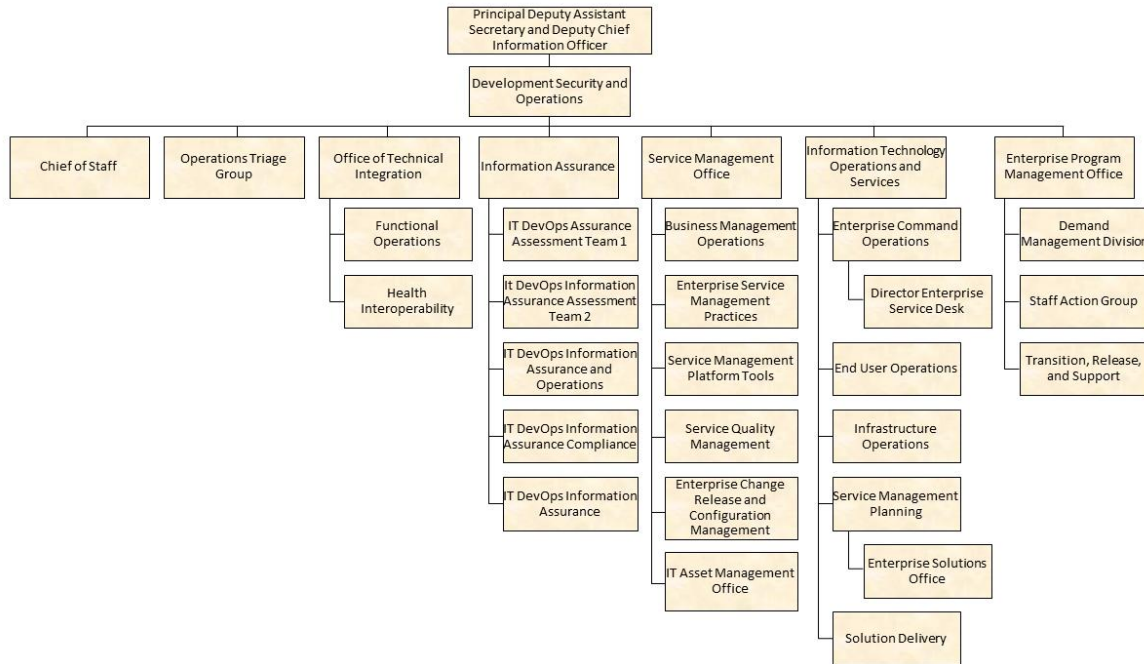 Principal Deputy Assistant
Secretary and Deputy Chief
Information Officer
Development Security and
Operations
Chief of Staff
Operations Triage
Group
Office of Technical
Integration
Information Assurance
Service Management
Office
Information Technology
Operations and
Services
Enterprise Program
Management Office
Functional
Operations
Health
Interoperability
IT DevOps Assurance
Assessment Team 1
It DevOps Information
Assurance Assessment
Team 2
IT DevOps Information
Assurance and
Operations
IT DevOps Information
Assurance Compliance
IT DevOps Information
Assurance
Business Management
Operations
Enterprise Service
Management
Practices
Service Management
Platform Tools
Service Quality
Management
Enterprise Change
Release and
Configuration
Management
IT Asset Management
Office
Enterprise Command
Operations
Director Enterprise
Service Desk
End User Operations
Infrastructure
Operations
Service Management
Planning
Enterprise Solutions
Office
Solution Delivery
Demand
Management Division
Staff Action Group
Transition, Release,
and Support